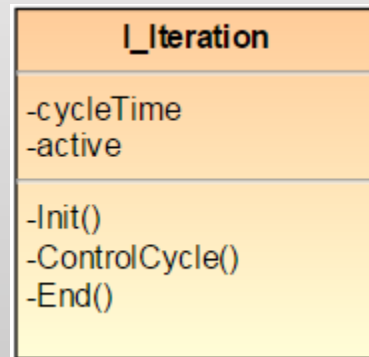 I_Iteration
-cycleTime
-active
-Init()
-ControlCycle()
-End()